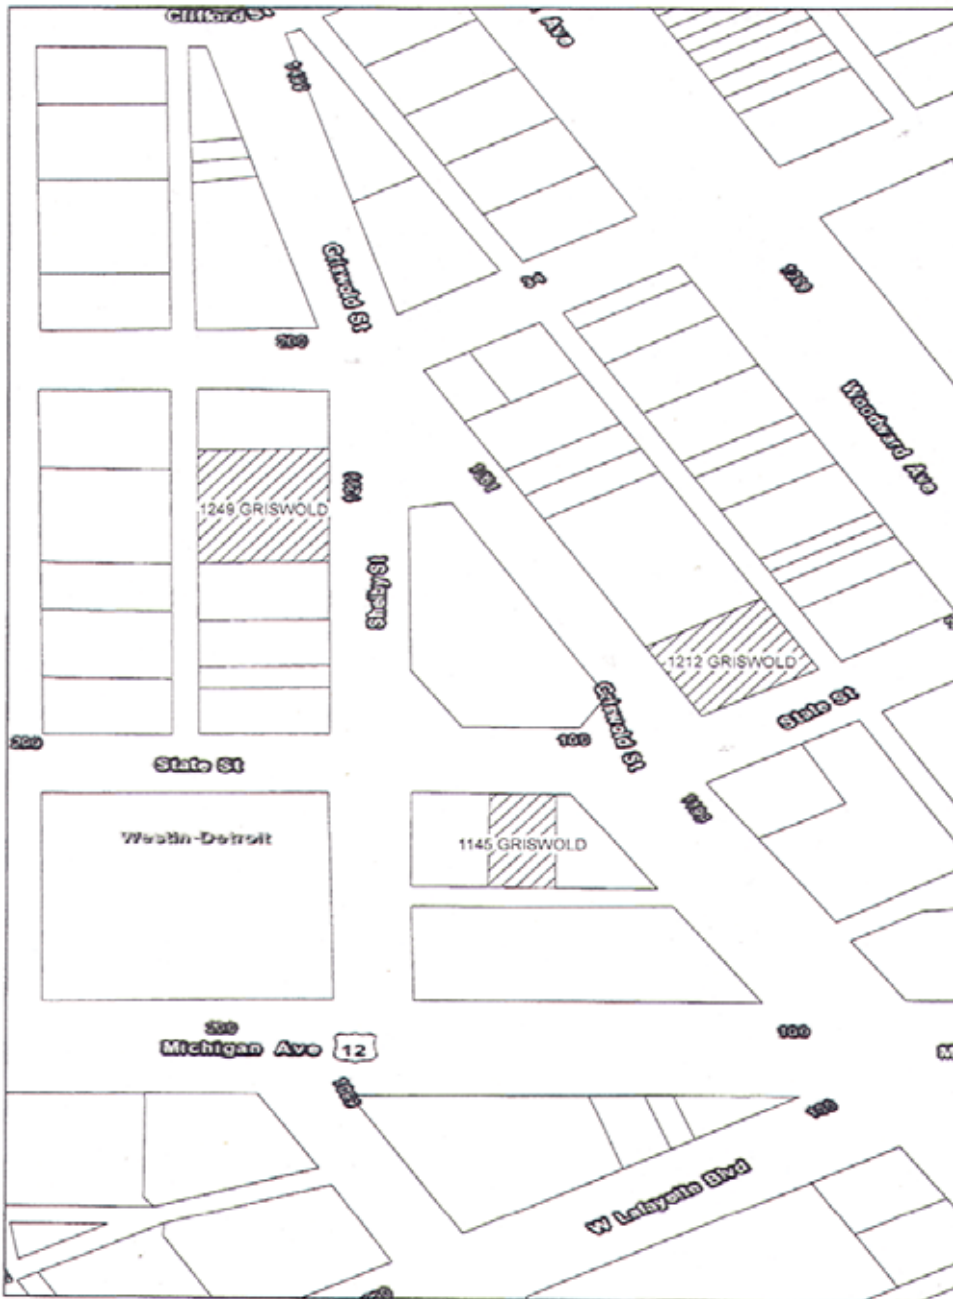 Clifford St
Ave
Griswold St
200
1249 GRISWOLD
Woodward Ave
Shelby St
1212 GRISWOLD
Griswold St
State St
200
100
State St
Westin-Detroit
1145 GRISWOLD
200
Michigan Ave 12
100
M
100
W Lafayette Blvd